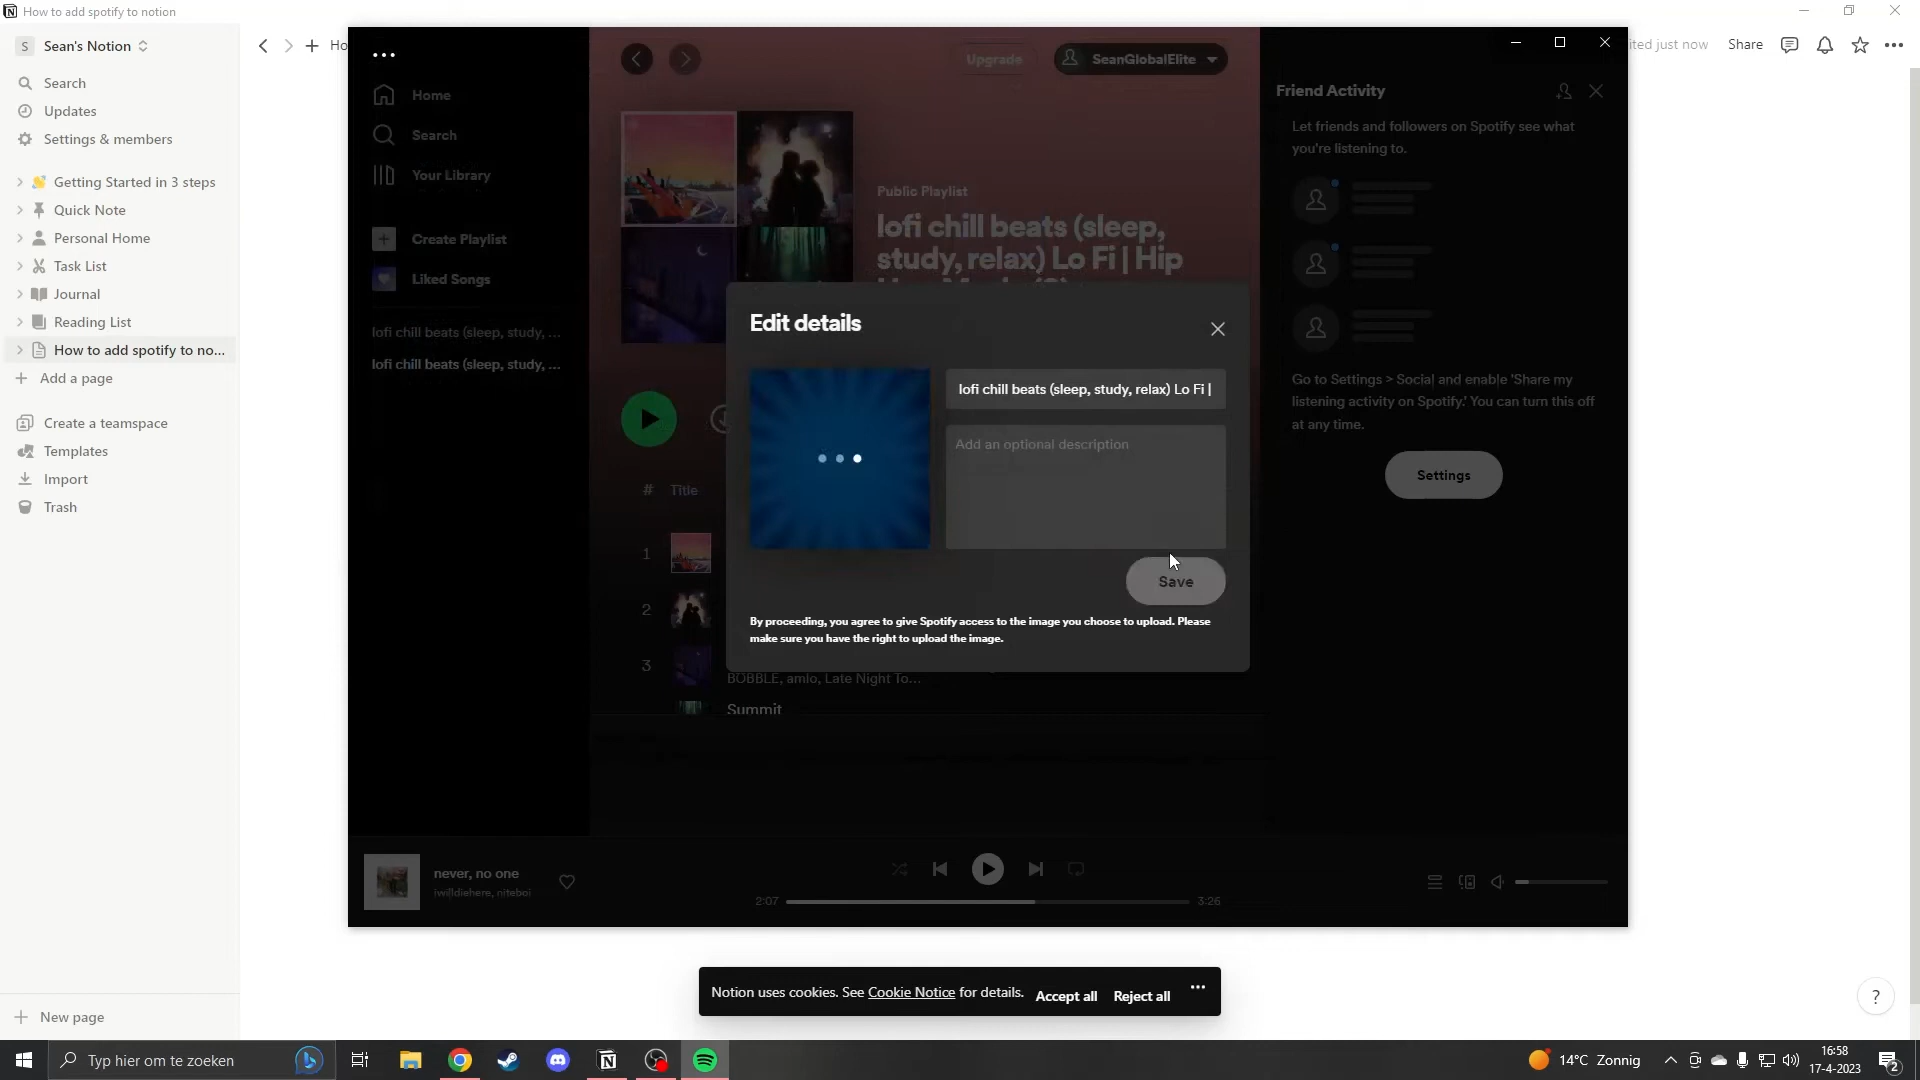 How to add spotify to notion
S Sean's Notion
Search
Updates
Settings & members
Getting Started in 3 steps
Quick Note
Personal Home
Task List
Journal
Reading List
How to add spotify to no...
Add a page
Create a teamspace
Templates
Import
Trash
New page
Ho
ited just now
Share
Home
Search
Your Library
Create Playlist
Liked Songs
lofi chill beats (sleep, study, ...
lofi chill beats (sleep, study, ...
Upgrade
SeanGlobalElite
Public Playlist
lofi chill beats (sleep,
study, relax) Lo Fi | Hip
# Title
1
2
3
BOBBLE, amlo, Late Night To...
Summit
Edit details
lofi chill beats (sleep, study, relax) Lo Fi |
Add an optional description
Save
By proceeding, you agree to give Spotify access to the image you choose to upload. Please
make sure you have the right to upload the image.
Friend Activity
Let friends and followers on Spotify see what
you're listening to.
Go to Settings > Social and enable 'Share my
listening activity on Spotify.' You can turn this off
at any time.
Settings
never, no one
iwilldiehere, niteboi
2:07
3:26
Notion uses cookies. See Cookie Notice for details. Accept all Reject all
?
Typ hier om te zoeken
14°C Zonnig
16:58
17-4-2023
2